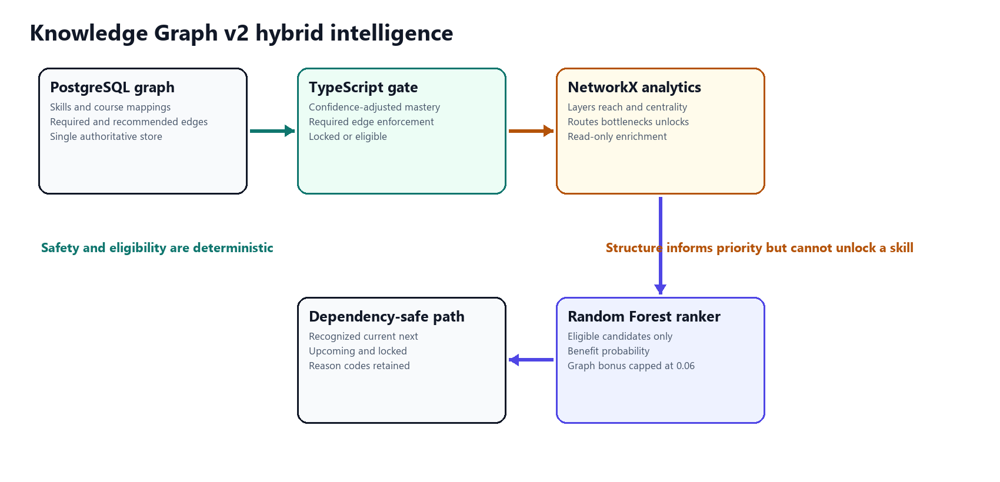 Knowledge Graph v2 hybrid intelligence
PostgreSQL graph
Skills and course mappings
Required and recommended edges
Single authoritative store
TypeScript gate
Confidence-adjusted mastery
Required edge enforcement
Locked or eligible
NetworkX analytics
Layers reach and centrality
Routes bottlenecks unlocks
Read-only enrichment
Safety and eligibility are deterministic
Structure informs priority but cannot unlock a skill
Dependency-safe path
Recognized current next
Upcoming and locked
Reason codes retained
Random Forest ranker
Eligible candidates only
Benefit probability
Graph bonus capped at 0.06